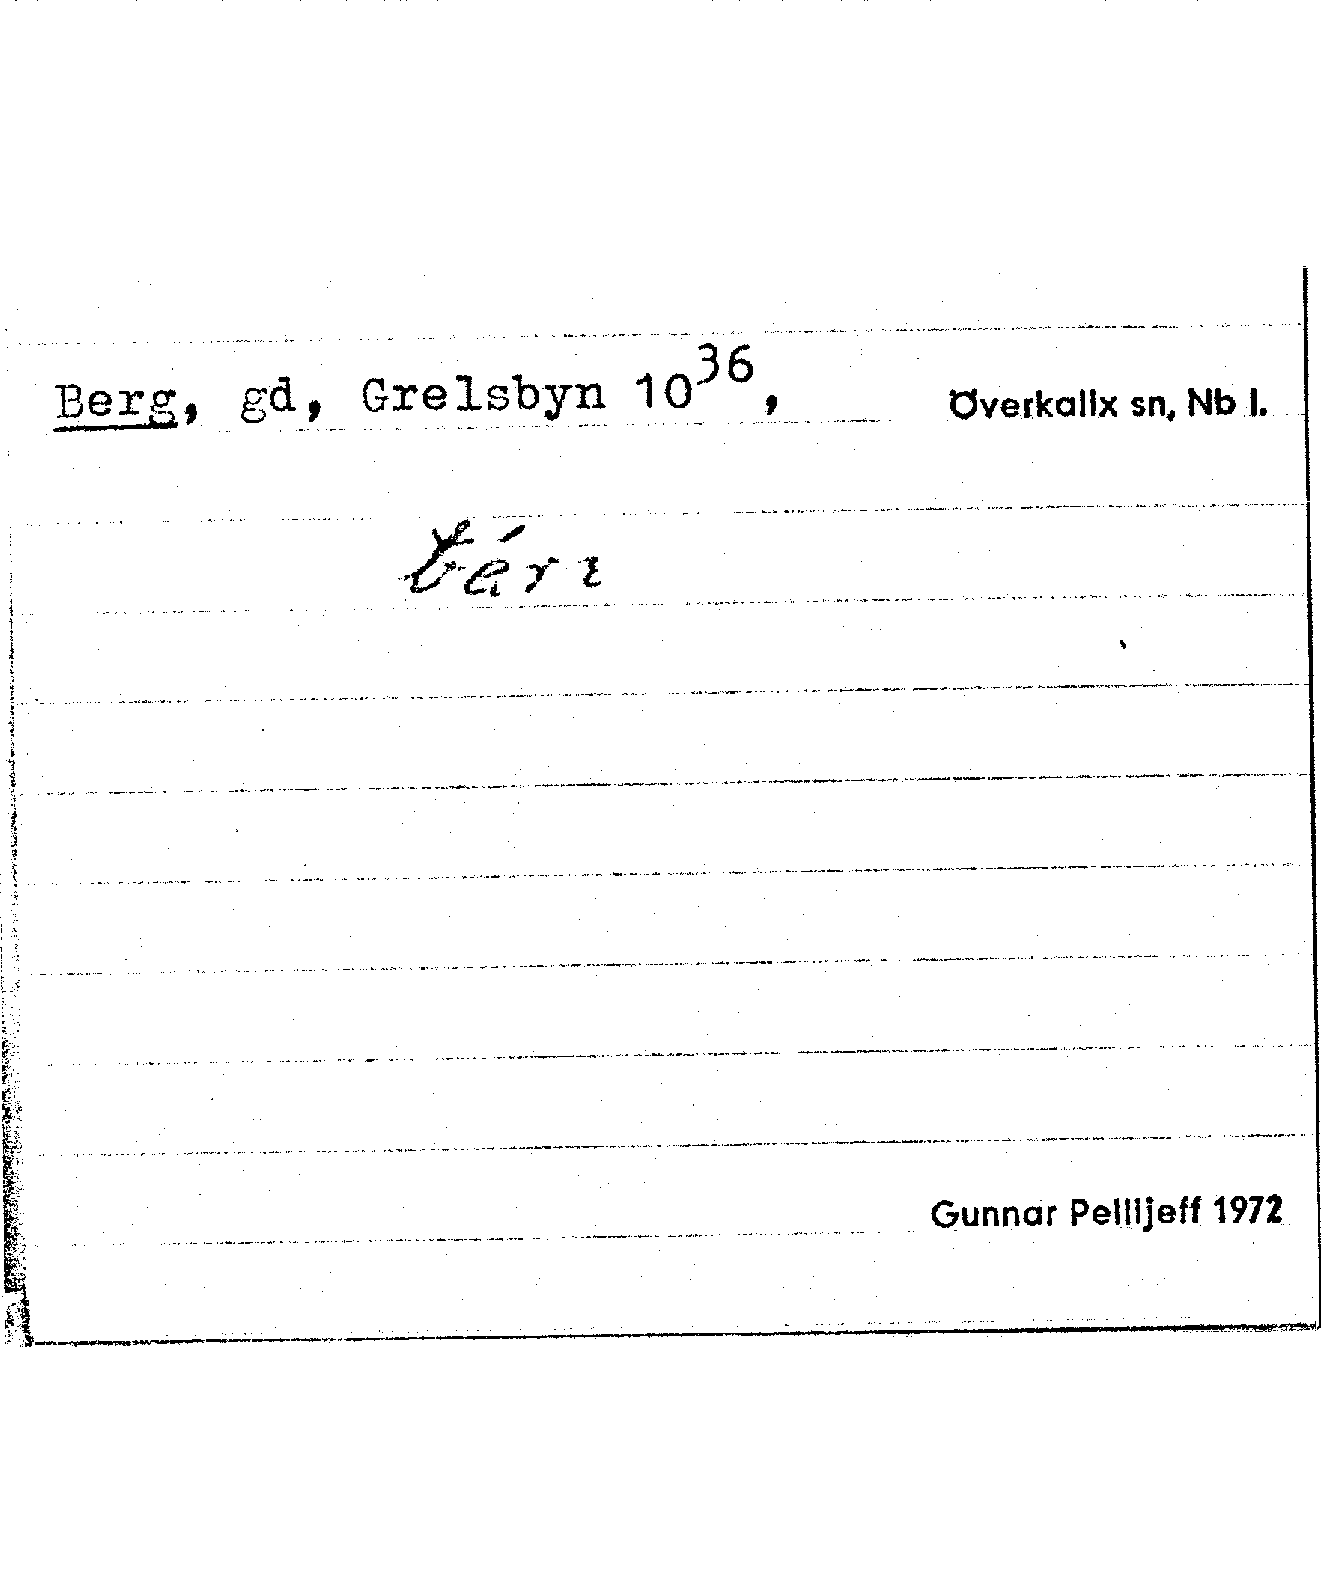 Berg, gd, Grelsbyn 10³⁶, Överkalix sn, Nb l.
Gunnar Pellijeff 1972